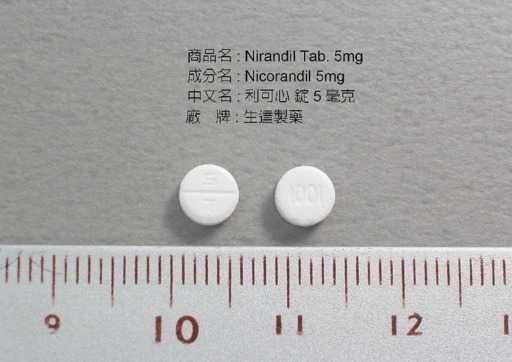 商品名 : Nirandil Tab. 5mg
成分名 : Nicorandil 5mg
中文名 : 利可心 錠 5 毫克
廠　牌 : 生達製藥
S
T
1001
9 10 11 12